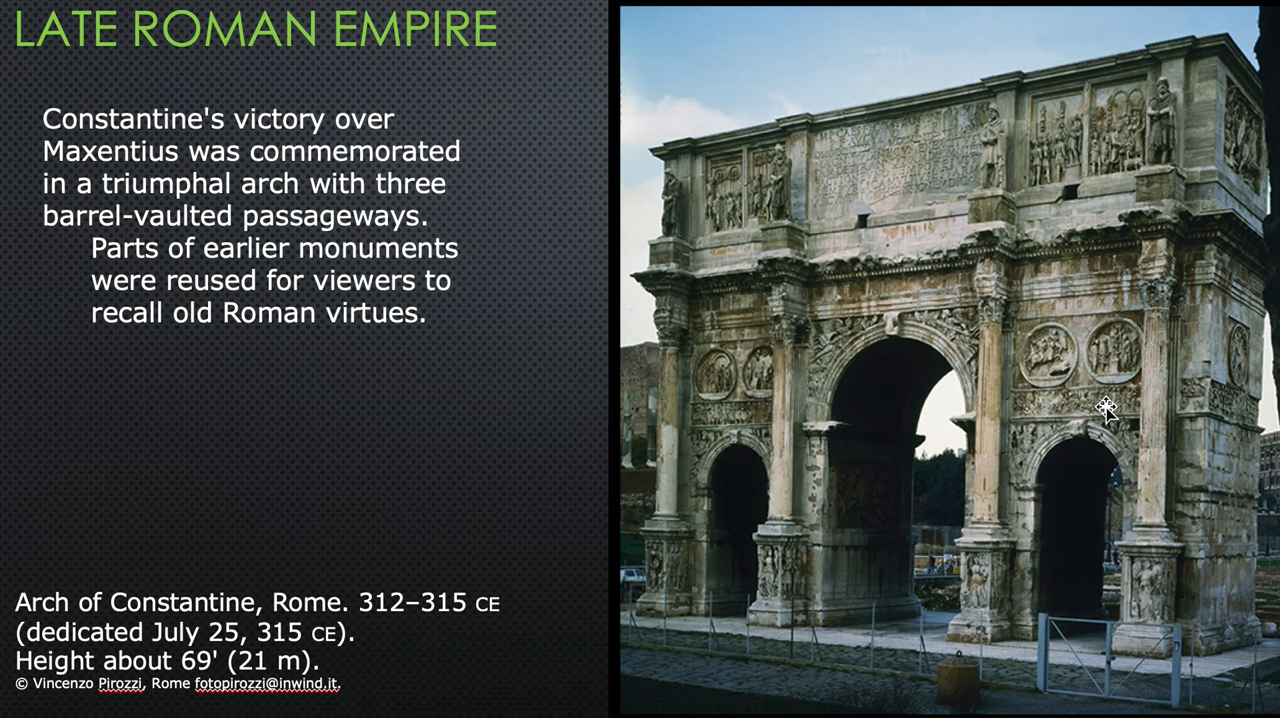 LATE ROMAN EMPIRE
Constantine's victory over
Maxentius was commemorated
in a triumphal arch with three
barrel-vaulted passageways.
Parts of earlier monuments
were reused for viewers to
recall old Roman virtues.
Arch of Constantine, Rome. 312–315 CE
(dedicated July 25, 315 CE).
Height about 69' (21 m).
© Vincenzo Pirozzi, Rome fotopirozzi@inwind.it.